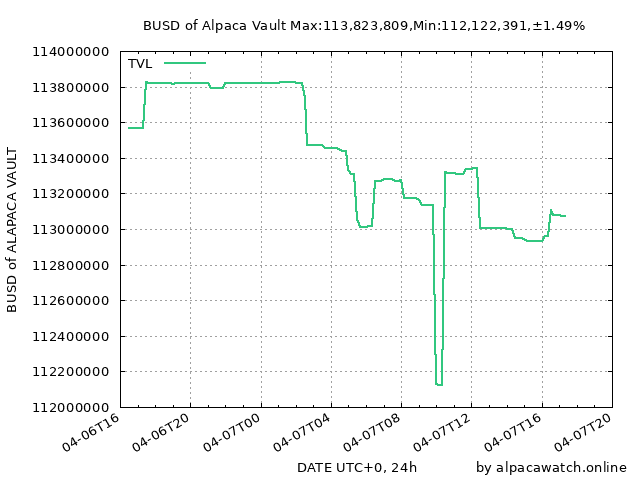 BUSD of Alpaca Vault Max:113,823,809,Min:112,122,391,±1.49%
TVL
BUSD of ALAPACA VAULT
114000000
113800000
113600000
113400000
113200000
113000000
112800000
112600000
112400000
112200000
112000000
04-06T16
04-06T20
04-07T00
04-07T04
04-07T08
04-07T12
04-07T16
04-07T20
DATE UTC+0, 24h
by alpacawatch.online